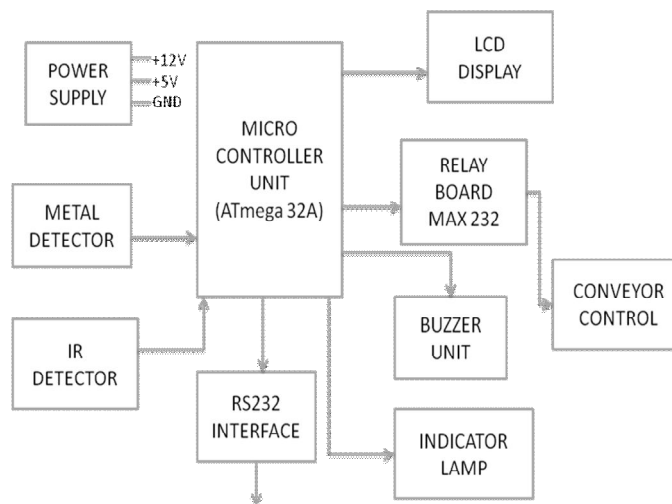 POWER
SUPPLY
+12V
+5V
GND
MICRO
CONTROLLER
UNIT
(ATmega 32A)
LCD
DISPLAY
METAL
DETECTOR
RELAY
BOARD
MAX 232
CONVEYOR
CONTROL
IR
DETECTOR
BUZZER
UNIT
RS232
INTERFACE
INDICATOR
LAMP